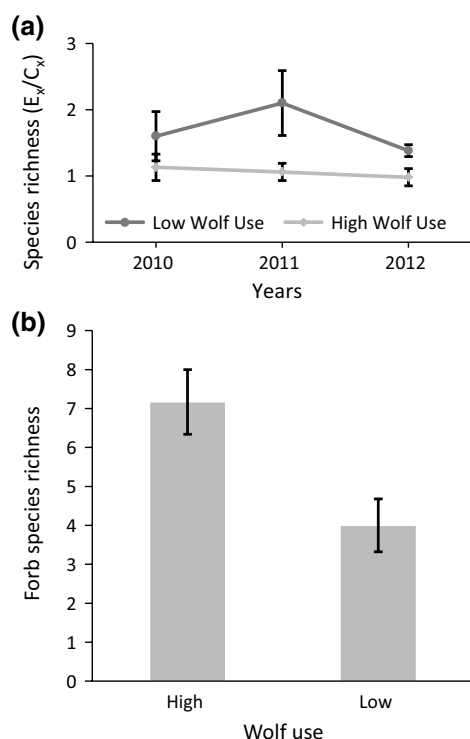 (a)
Species richness (Eₓ/Cₓ)
3
2
1
0
Low Wolf Use
High Wolf Use
2010
2011
2012
Years
(b)
Forb species richness
9
8
7
6
5
4
3
2
1
0
High
Low
Wolf use